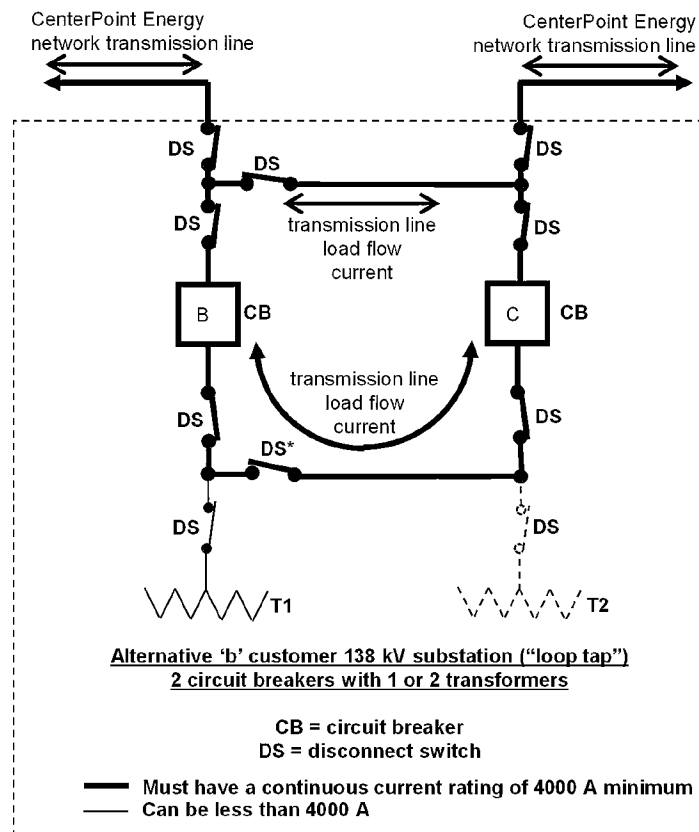 CenterPoint Energy
network transmission line
CenterPoint Energy
network transmission line
DS
DS
DS
DS
transmission line
load flow
current
DS
B
CB
C
CB
transmission line
load flow
current
DS
DS
DS*
DS
DS
T1
T2
Alternative ‘b’ customer 138 kV substation (“loop tap”)
2 circuit breakers with 1 or 2 transformers
CB = circuit breaker
DS = disconnect switch
Must have a continuous current rating of 4000 A minimum
Can be less than 4000 A